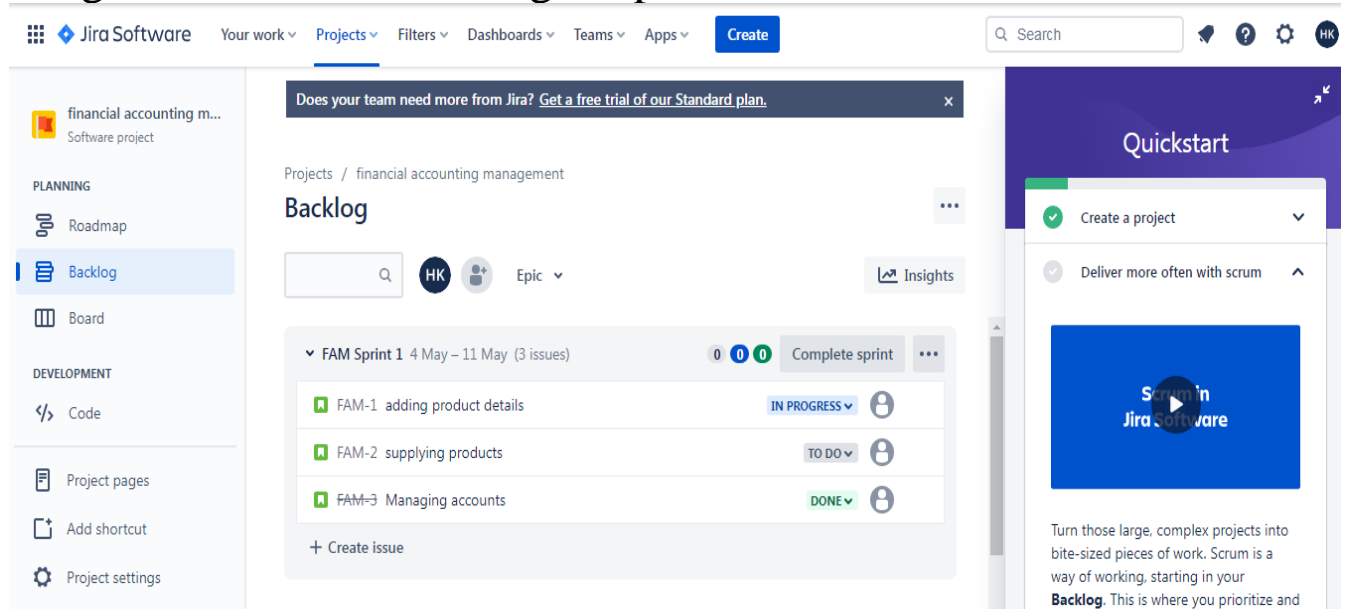 Jira Software Your work Projects Filters Dashboards Teams Apps Create Search HK
financial accounting m...
Software project
PLANNING
Roadmap
Backlog
Board
DEVELOPMENT
Code
Project pages
Add shortcut
Project settings
Does your team need more from Jira? Get a free trial of our Standard plan. x
Projects / financial accounting management
Backlog
HK Epic Insights
FAM Sprint 1 4 May – 11 May (3 issues) 0 0 0 Complete sprint
FAM-1 adding product details IN PROGRESS
FAM-2 supplying products TO DO
FAM-3 Managing accounts DONE
+ Create issue
Quickstart
Create a project
Deliver more often with scrum
Scrum in
Jira Software
Turn those large, complex projects into
bite-sized pieces of work. Scrum is a
way of working, starting in your
Backlog. This is where you prioritize and